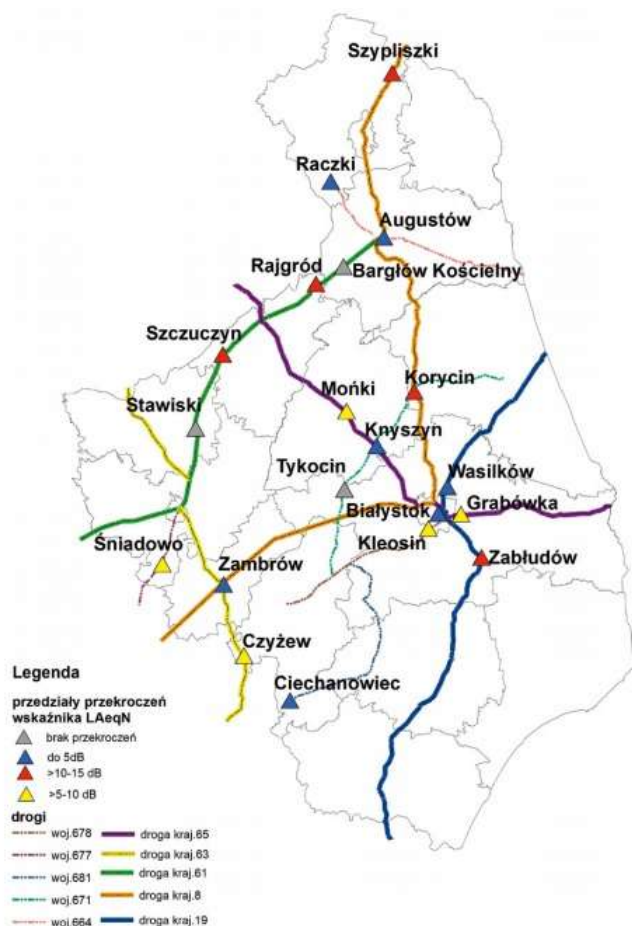 Szypliszki
Raczki
Augustów
Bargłów Kościelny
Rajgród
Szczuczyn
Korycin
Mońki
Stawiski
Knyszyn
Tykocin
Wasilków
Białystok
Grabówka
Kleosiń
Śniadowo
Zabłudów
Zambrów
Czyżew
Ciechanowiec
Legenda
przedziały przekroczeń
wskaźnika LAeqN
brak przekroczeń
do 5dB
>10-15 dB
>5-10 dB
drogi
woj.678 droga kraj.65
woj.677 droga kraj.63
woj.681 droga kraj.61
woj.671 droga kraj.8
woj.664 droga kraj.19